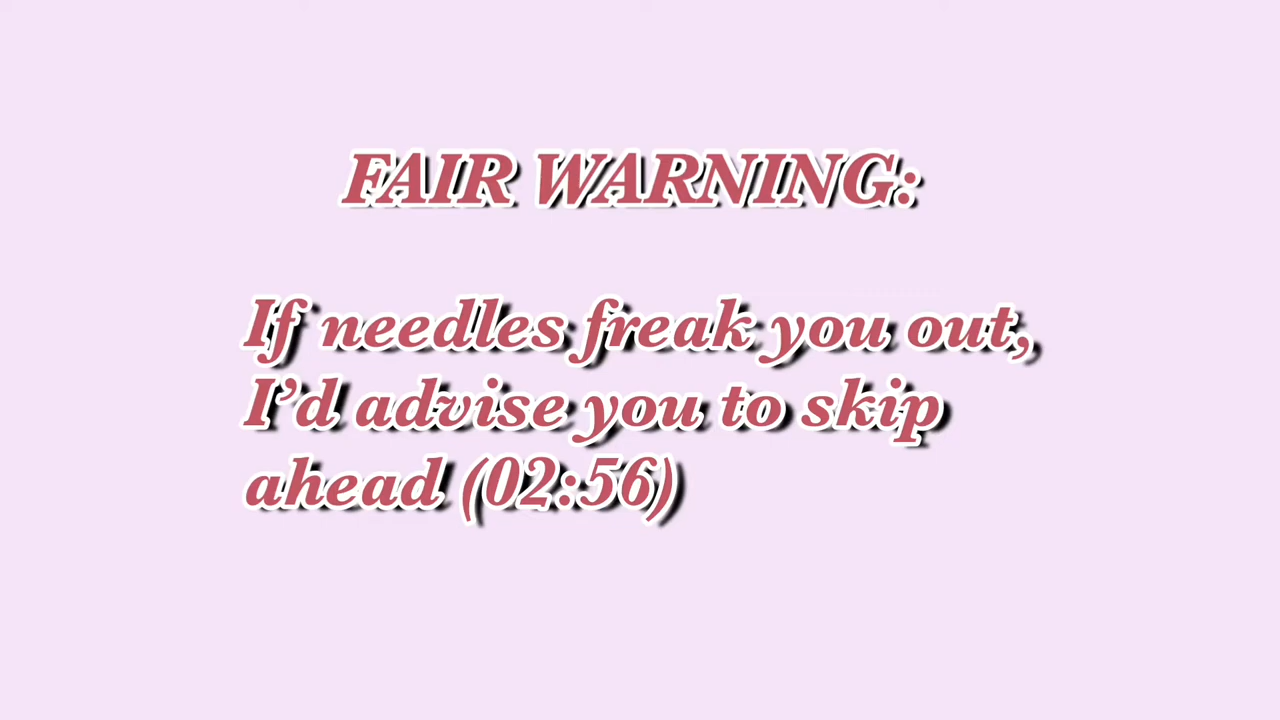 FAIR WARNING:
If needles freak you out,
I’d advise you to skip
ahead (02:56)